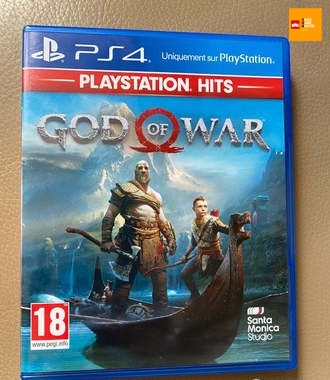 PS4
Uniquement sur PlayStation.
PLAYSTATION. HITS
GOD OF WAR
18
www.pegi.info
Santa
Monica
Studio